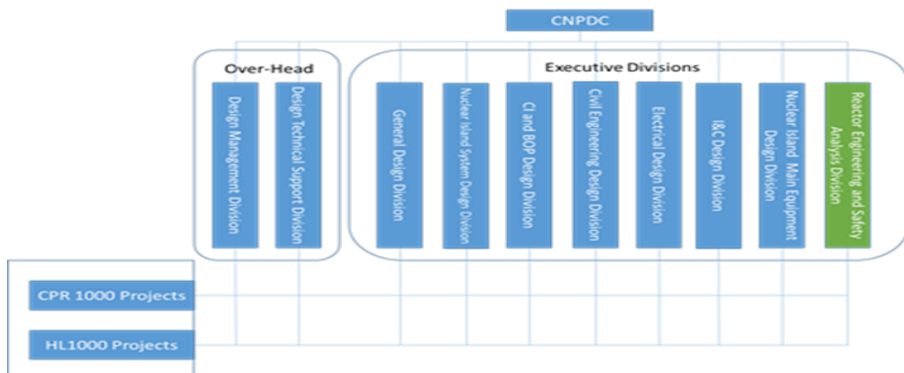 CNPDC
Over-Head
Executive Divisions
Design Management Division
Design Technical Support Division
General Design Division
Nuclear Island System Design Division
CI and BOP Design Division
Civil Engineering Design Division
Electrical Design Division
I&C Design Division
Nuclear Island Main Equipment
Design Division
Reactor Engineering and Safety
Analysis Division
CPR 1000 Projects
HL1000 Projects